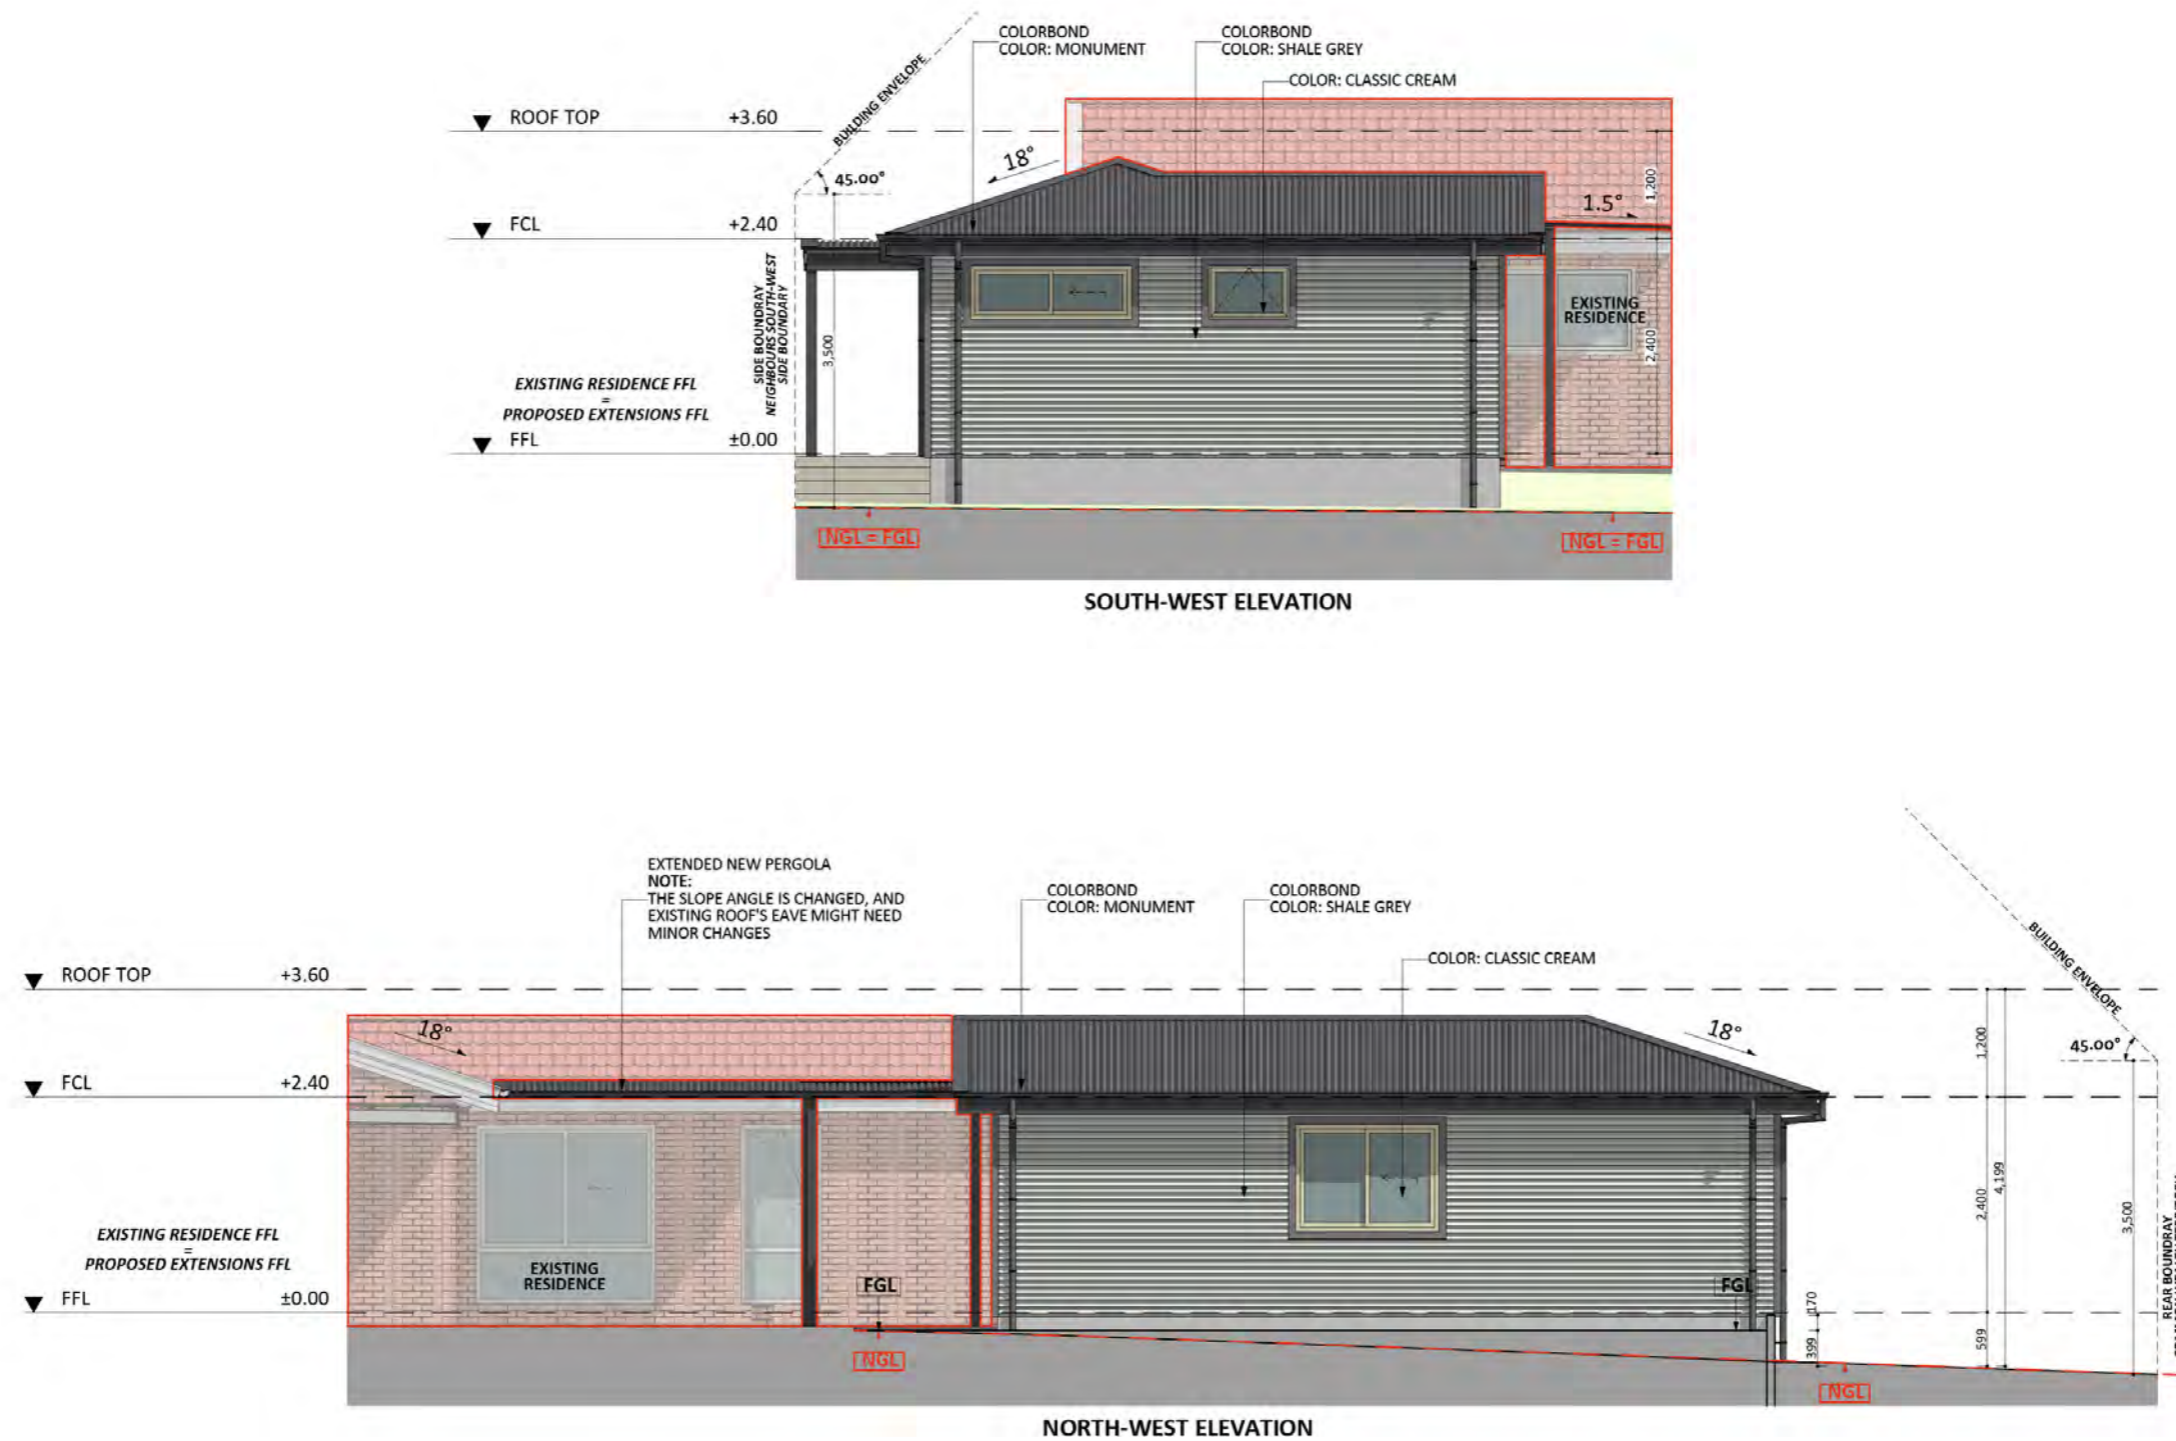 COLORBOND
COLOR: MONUMENT
COLORBOND
COLOR: SHALE GREY
COLOR: CLASSIC CREAM
BUILDING ENVELOPE
ROOF TOP +3.60
18°
45.00°
1,200
1.5°
FCL +2.40
SIDE BOUNDRAY
NEIGHBOURS SOUTH-WEST
SIDE BOUNDARY
3,500
EXISTING
RESIDENCE
2,400
EXISTING RESIDENCE FFL
=
PROPOSED EXTENSIONS FFL
FFL ±0.00
NGL = FGL
NGL = FGL
SOUTH-WEST ELEVATION
EXTENDED NEW PERGOLA
NOTE:
THE SLOPE ANGLE IS CHANGED, AND
EXISTING ROOF'S EAVE MIGHT NEED
MINOR CHANGES
COLORBOND
COLOR: MONUMENT
COLORBOND
COLOR: SHALE GREY
COLOR: CLASSIC CREAM
BUILDING ENVELOPE
ROOF TOP +3.60
18°
18°
1,200
45.00°
FCL +2.40
2,400
4,199
3,500
REAR BOUNDRAY
EXISTING RESIDENCE FFL
=
PROPOSED EXTENSIONS FFL
EXISTING
RESIDENCE
FGL
FGL
FFL ±0.00
170
399
599
NGL
NGL
NORTH-WEST ELEVATION